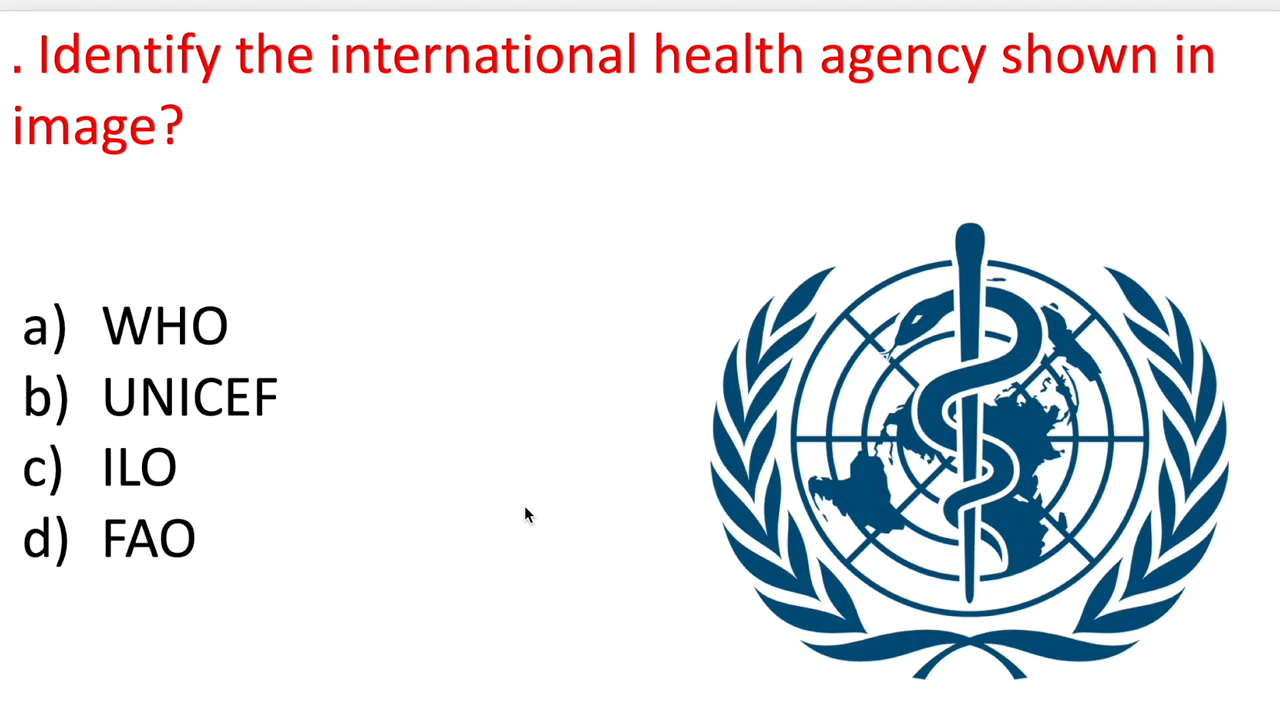 . Identify the international health agency shown in
image?
a) WHO
b) UNICEF
c) ILO
d) FAO